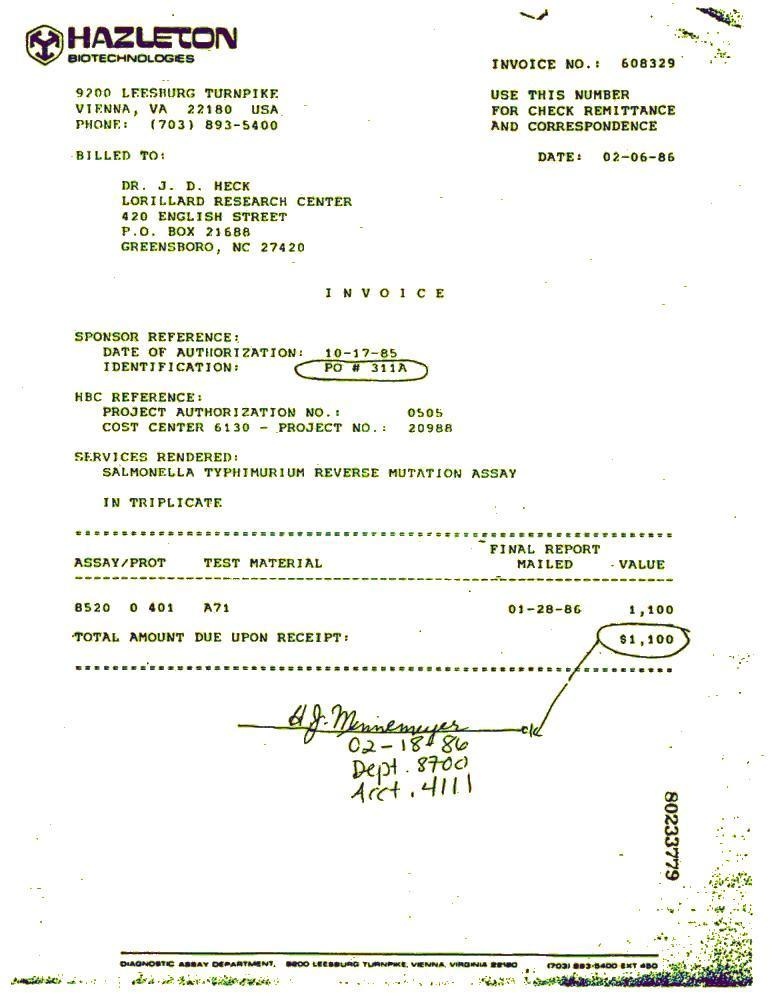 HAZLETON
BIOTECHNOLOGIES
INVOICE NO.: 608329
9200 LEESBURG TURNPIKE
VIENNA, VA 22180 USA
PHONE: (703) 893-5400
USE THIS NUMBER
FOR CHECK REMITTANCE
AND CORRESPONDENCE
BILLED TO:
DATE: 02-06-86
DR. J. D. HECK
LORILLARD RESEARCH CENTER
420 ENGLISH STREET
P.O. BOX 21688
GREENSBORO, NC 27420
I N V O I C E
SPONSOR REFERENCE:
DATE OF AUTHORIZATION: 10-17-85
IDENTIFICATION: PO # 311A
HBC REFERENCE:
PROJECT AUTHORIZATION NO.: 0505
COST CENTER 6130 - PROJECT NO.: 20988
SERVICES RENDERED:
SALMONELLA TYPHIMURIUM REVERSE MUTATION ASSAY
IN TRIPLICATE
FINAL REPORT
ASSAY/PROT TEST MATERIAL MAILED VALUE
8520 0 401 A71 01-28-86 1,100
TOTAL AMOUNT DUE UPON RECEIPT: $1,100
H J. Minnemeyer
02-18-86
Dept. 8700
Acct. 4111
80233779
DIAGNOSTIC ASSAY DEPARTMENT, 9200 LEESBURG TURNPIKE, VIENNA, VIRGINIA 22180 (703) 893-5400 EXT 450